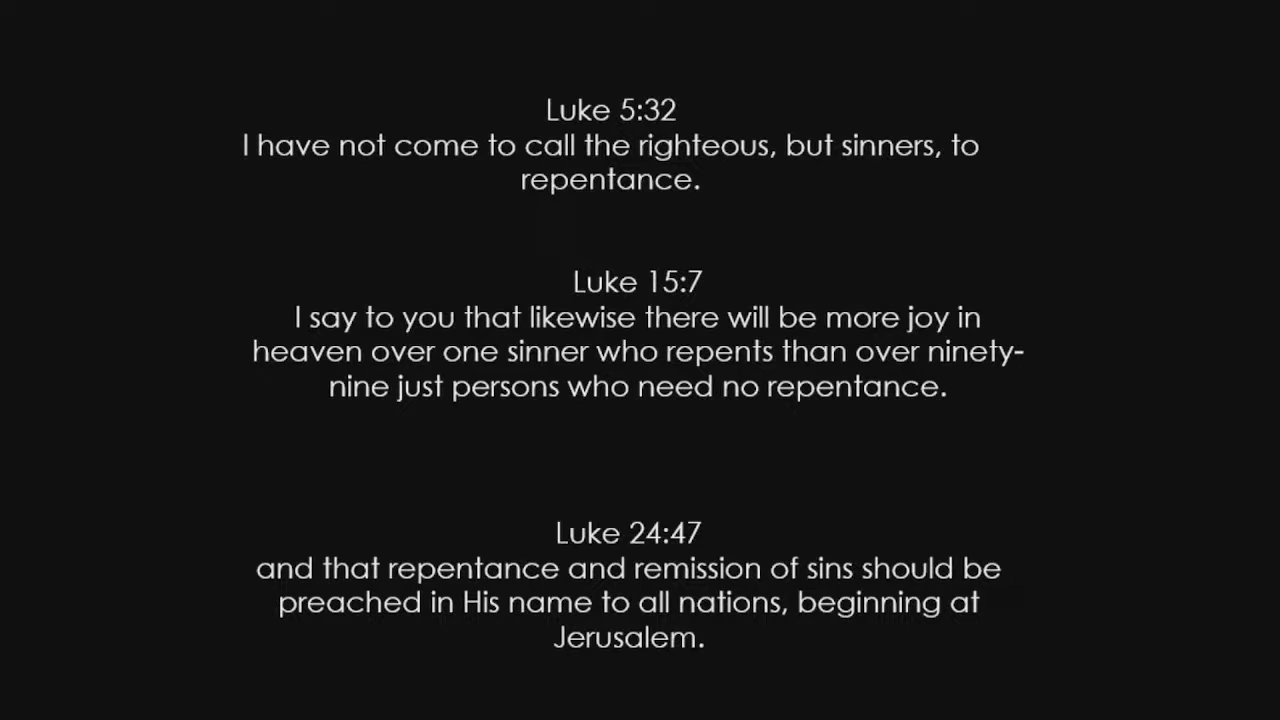 Luke 5:32
I have not come to call the righteous, but sinners, to
repentance.
Luke 15:7
I say to you that likewise there will be more joy in
heaven over one sinner who repents than over ninety-
nine just persons who need no repentance.
Luke 24:47
and that repentance and remission of sins should be
preached in His name to all nations, beginning at
Jerusalem.